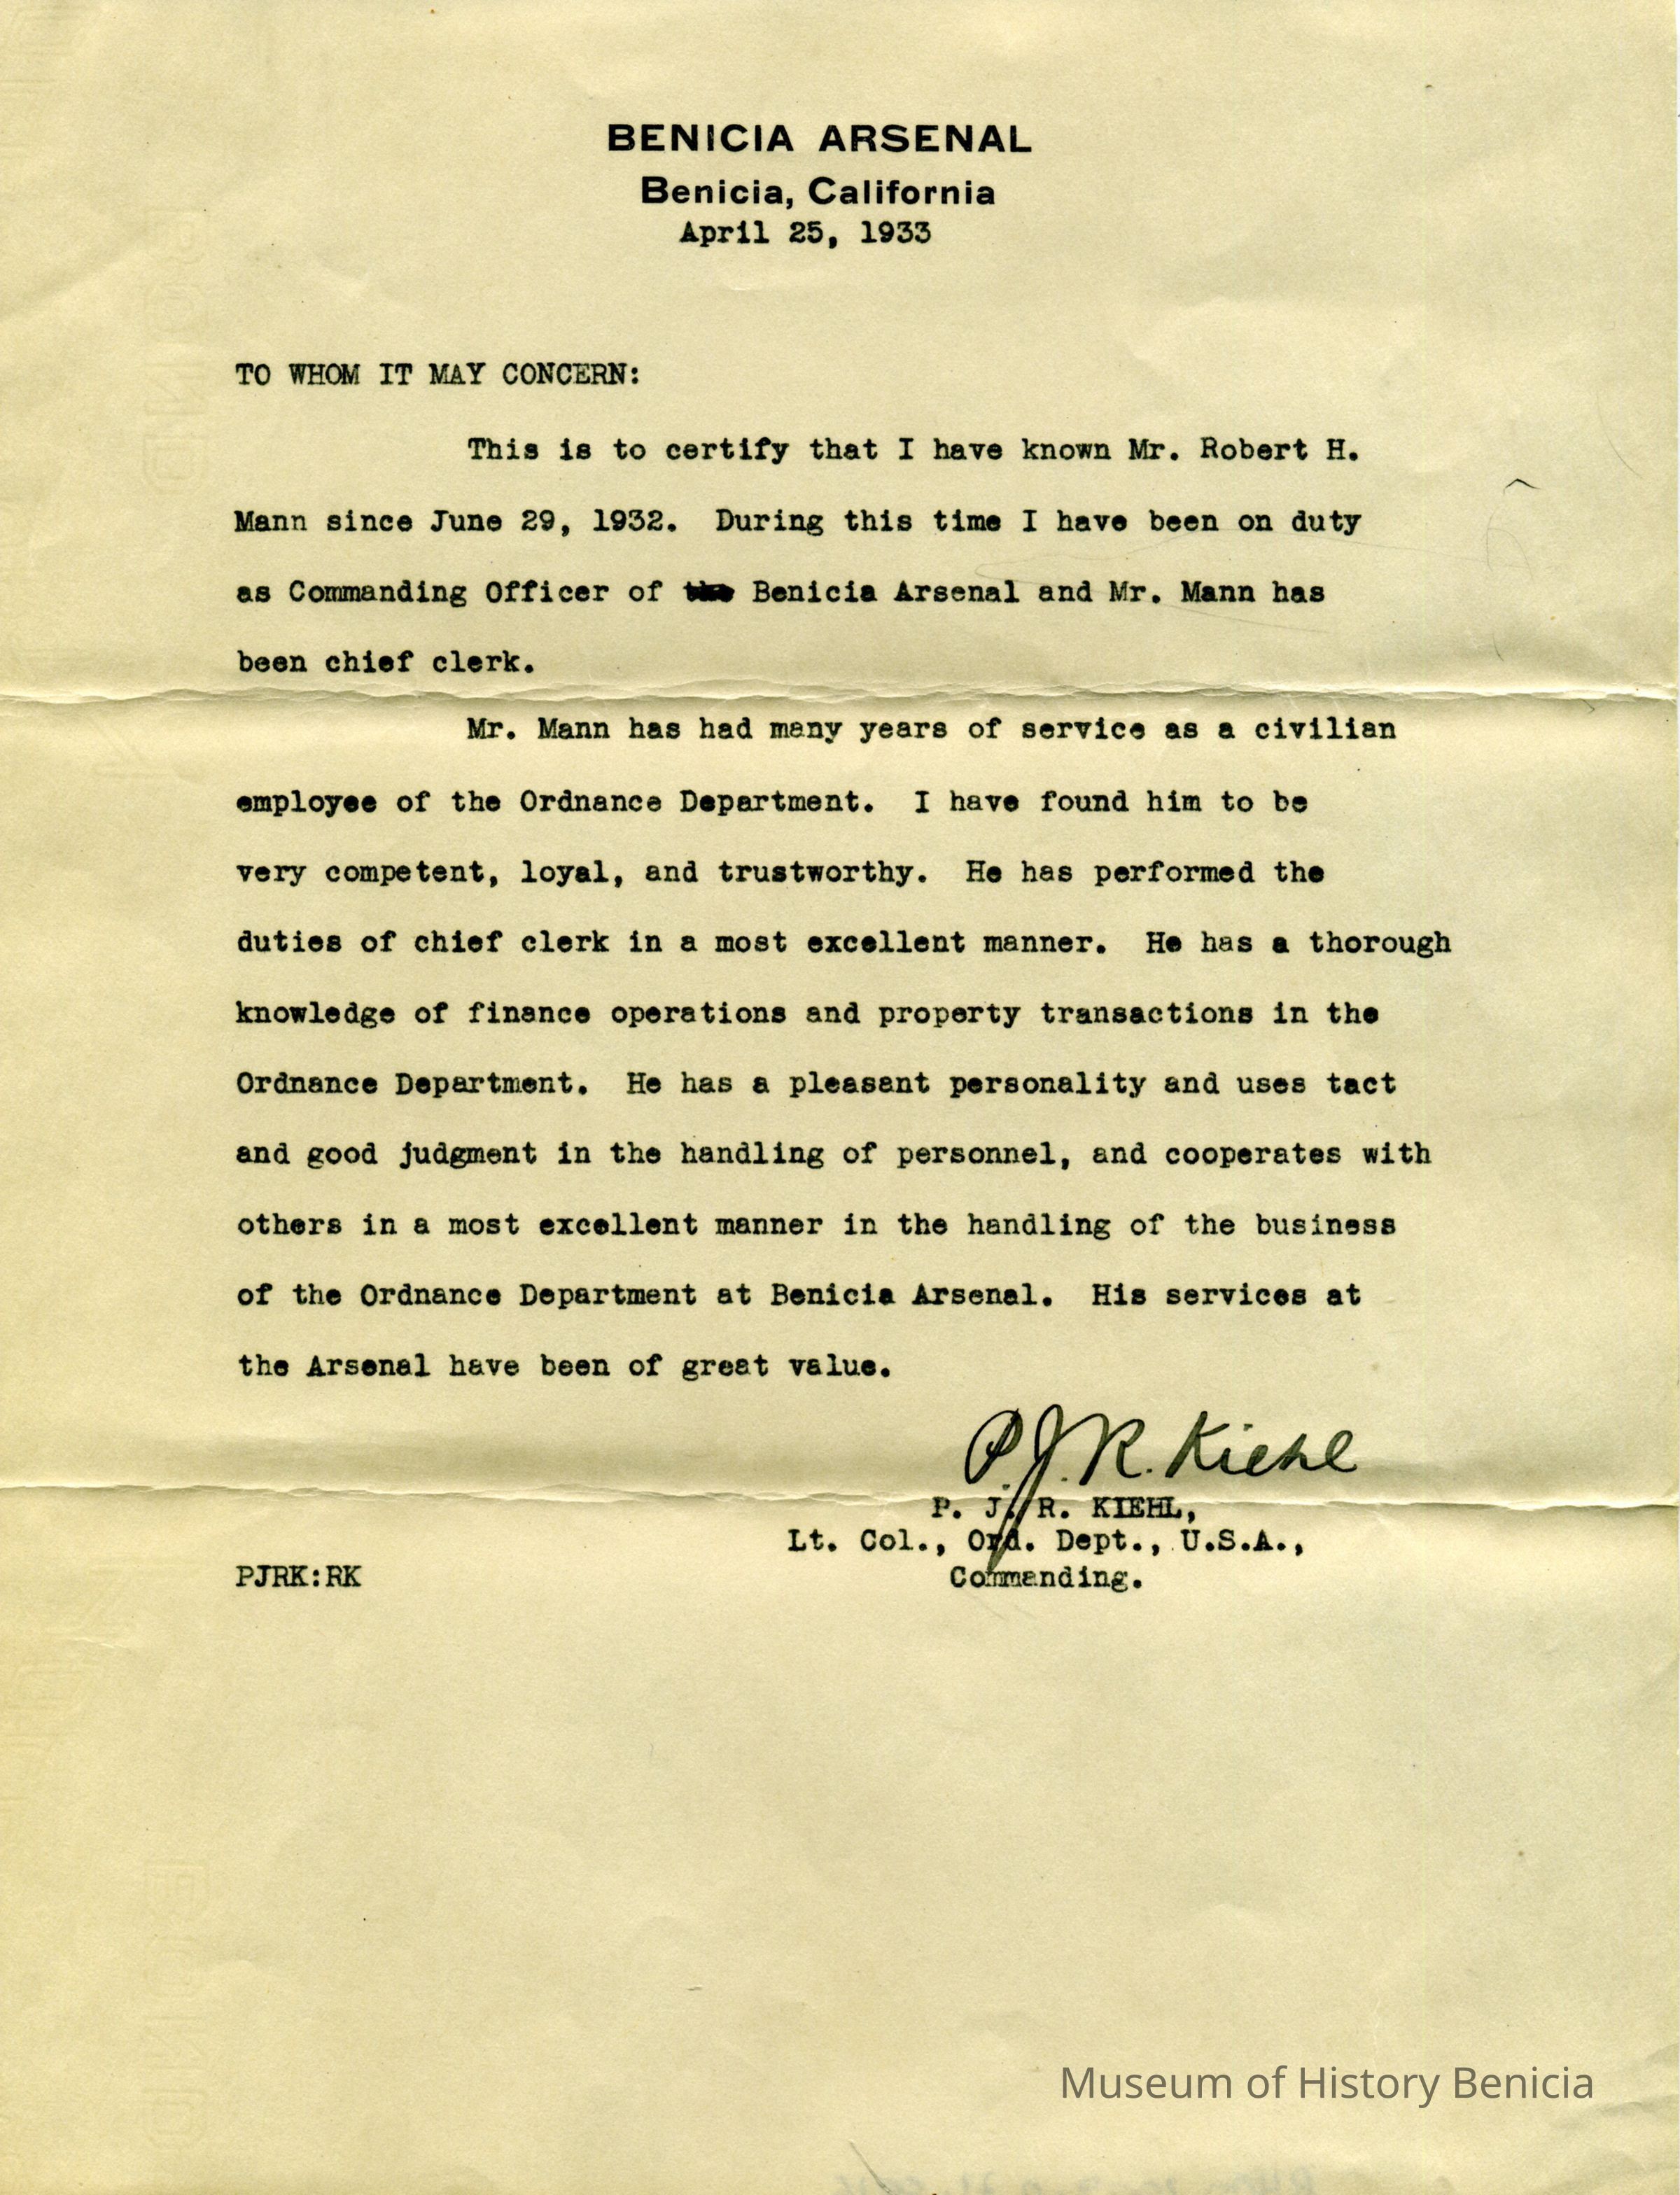 BENICIA ARSENAL
Benicia, California
April 25, 1933
TO WHOM IT MAY CONCERN:
This is to certify that I have known Mr. Robert H.
Mann since June 29, 1932. During this time I have been on duty
as Commanding Officer of Benicia Arsenal and Mr. Mann has
been chief clerk.
Mr. Mann has had many years of service as a civilian
employee of the Ordnance Department. I have found him to be
very competent, loyal, and trustworthy. He has performed the
duties of chief clerk in a most excellent manner. He has a thorough
knowledge of finance operations and property transactions in the
Ordnance Department. He has a pleasant personality and uses tact
and good judgment in the handling of personnel, and cooperates with
others in a most excellent manner in the handling of the business
of the Ordnance Department at Benicia Arsenal. His services at
the Arsenal have been of great value.
P.J.R. Kiehl
P. J. R. KIEHL,
Lt. Col., Ord. Dept., U.S.A.,
PJRK:RK Commanding.
Museum of History Benicia